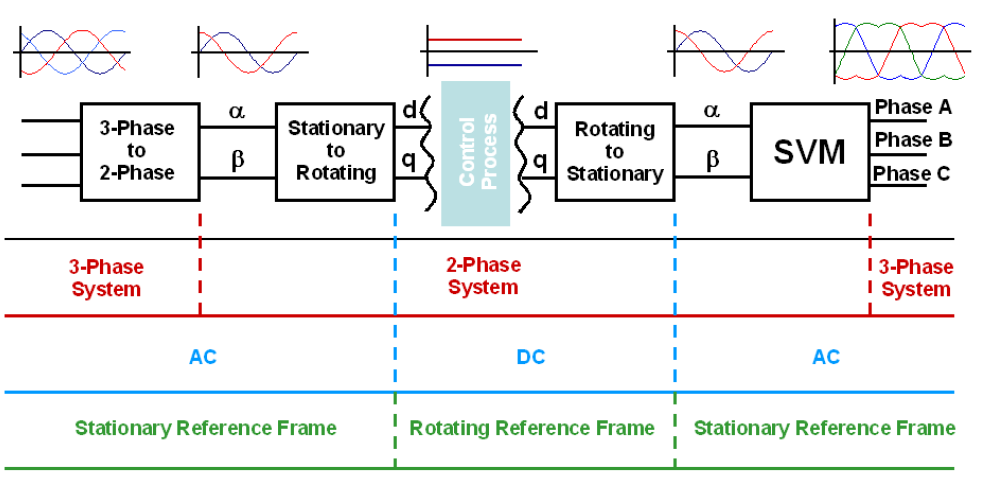 3-Phase
to
2-Phase
α
β
Stationary
to
Rotating
d
q
Control
Process
d
q
Rotating
to
Stationary
α
β
SVM
Phase A
Phase B
Phase C
3-Phase
System
2-Phase
System
3-Phase
System
AC
DC
AC
Stationary Reference Frame
Rotating Reference Frame
Stationary Reference Frame